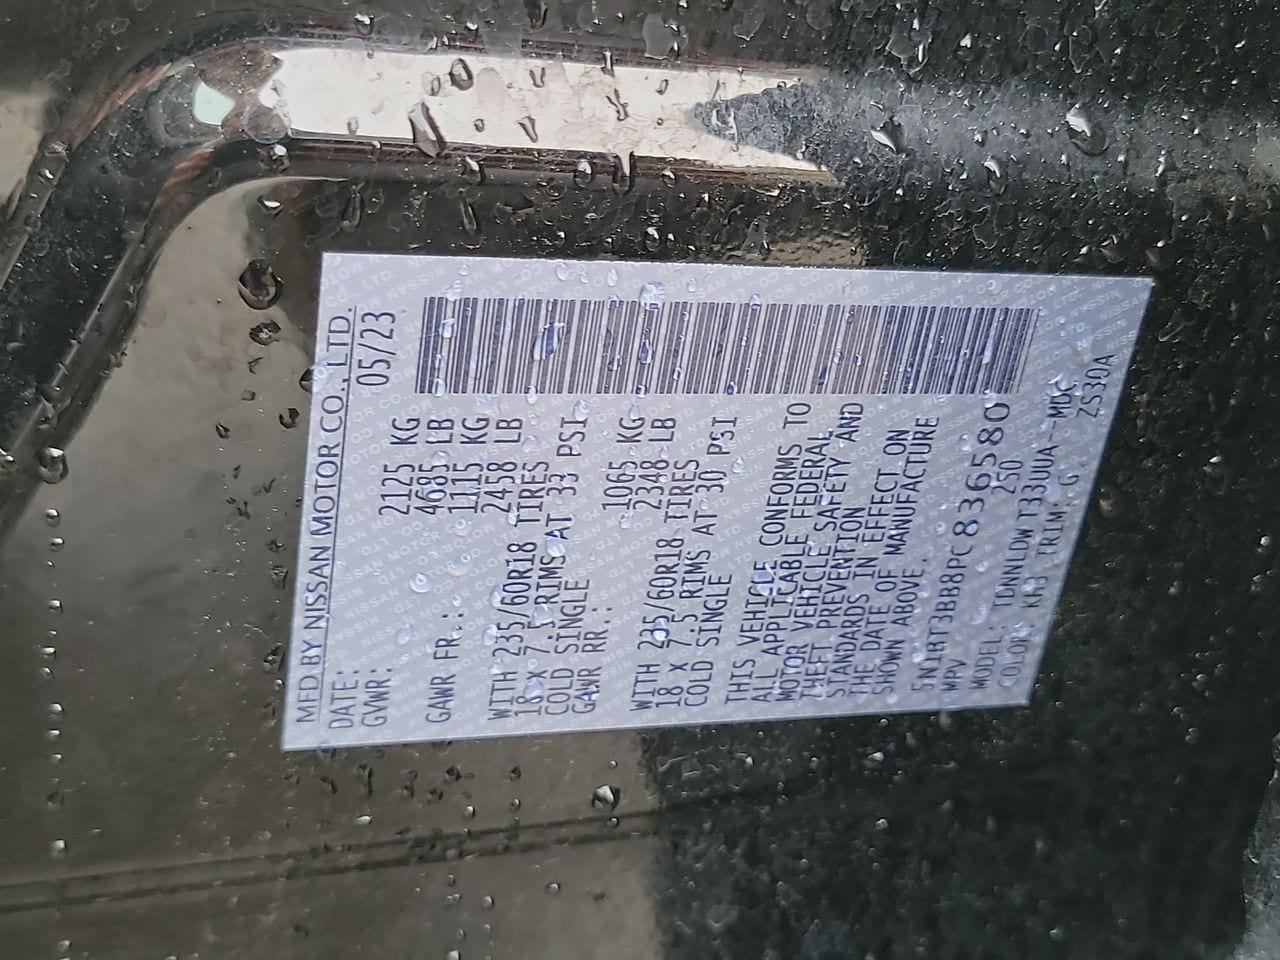 MFD BY NISSAN MOTOR CO., LTD.
DATE: 05/23
GVWR: 2125 KG
4685 LB
GAWR FR.: 1115 KG
2458 LB
WITH 235/60R18 TIRES
18 X 7.5 RIMS AT 33 PSI
COLD SINGLE
GAWR RR.: 1065 KG
2348 LB
WITH 235/60R18 TIRES
18 X 7.5 RIMS AT 30 PSI
COLD SINGLE
THIS VEHICLE CONFORMS TO
ALL APPLICABLE FEDERAL
MOTOR VEHICLE SAFETY AND
THEFT PREVENTION
STANDARDS IN EFFECT ON
THE DATE OF MANUFACTURE
SHOWN ABOVE.
5N1BT3BB8PC836580
MPV 2S0
MODEL: TDWNLDWT33UUA--MDC
COLOR: KH3 TRIM: G ZS30A